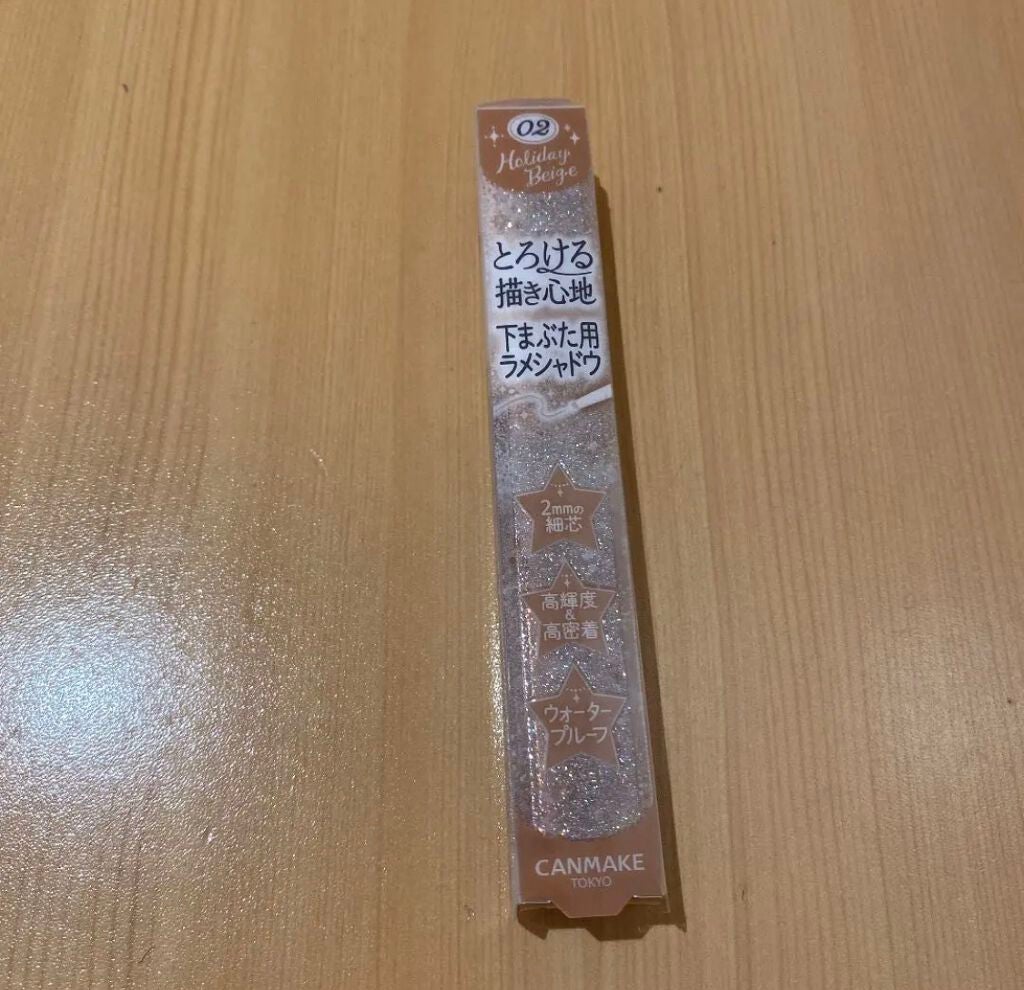 02
Holiday
Beige
とろける
描き心地
下まぶた用
ラメシャドウ
2mmの
細芯
高輝度
&
高密着
ウォーター
プルーフ
CANMAKE
TOKYO